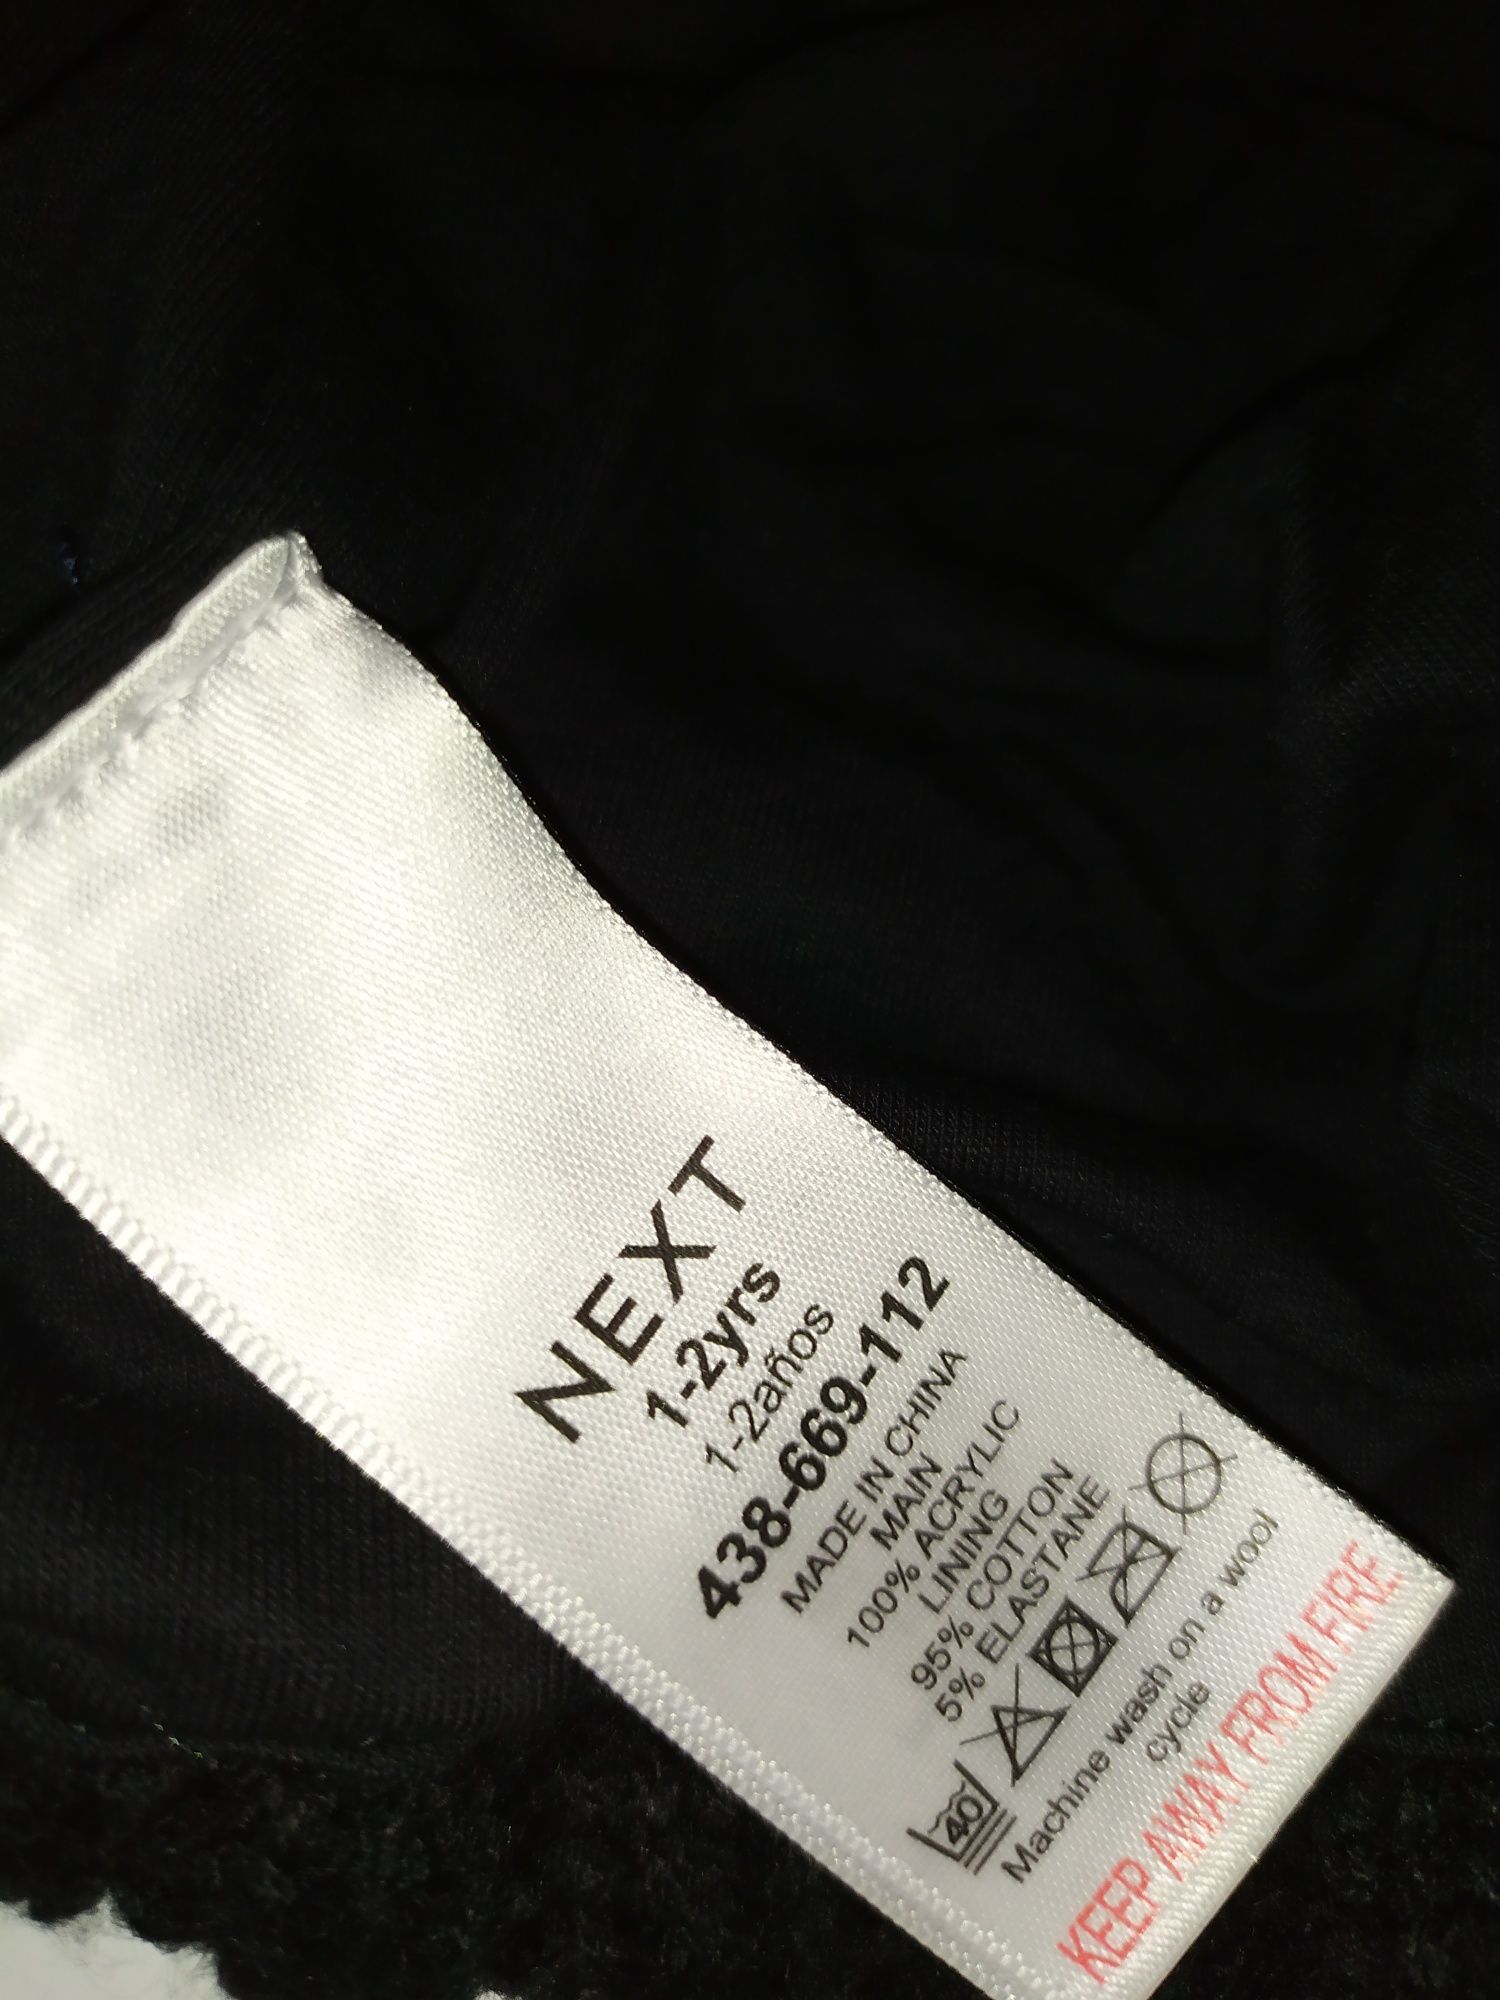 NEXT
1-2yrs
1-2años
438-669-112
MADE IN CHINA
MAIN
100% ACRYLIC
LINING
95% COTTON
5% ELASTANE
40
Machine wash on a wool
cycle
KEEP AWAY FROM FIRE